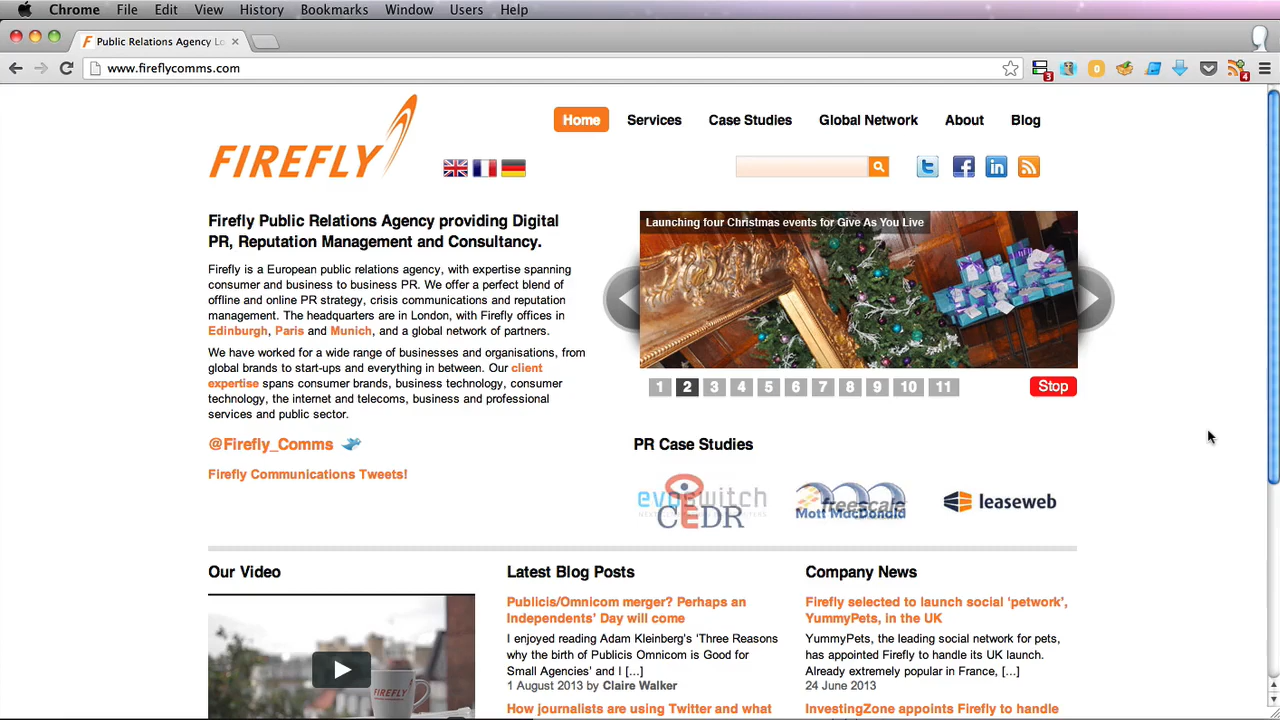 Chrome File Edit View History Bookmarks Window Users Help
Public Relations Agency Lo
www.fireflycomms.com
3
0
4
FIREFLY
Home Services Case Studies Global Network About Blog
Firefly Public Relations Agency providing Digital
PR, Reputation Management and Consultancy.
Firefly is a European public relations agency, with expertise spanning
consumer and business to business PR. We offer a perfect blend of
offline and online PR strategy, crisis communications and reputation
management. The headquarters are in London, with Firefly offices in
Edinburgh, Paris and Munich, and a global network of partners.
We have worked for a wide range of businesses and organisations, from
global brands to start-ups and everything in between. Our client
expertise spans consumer brands, business technology, consumer
technology, the internet and telecoms, business and professional
services and public sector.
@Firefly_Comms
Firefly Communications Tweets!
Launching four Christmas events for Give As You Live
1 2 3 4 5 6 7 8 9 10 11 Stop
PR Case Studies
evoswitch
CEDR
freescale
Mott MacDonald
leaseweb
Our Video
FIREFLY
Latest Blog Posts
Publicis/Omnicom merger? Perhaps an
Independents' Day will come
I enjoyed reading Adam Kleinberg's 'Three Reasons
why the birth of Publicis Omnicom is Good for
Small Agencies' and I [...]
1 August 2013 by Claire Walker
How journalists are using Twitter and what
Company News
Firefly selected to launch social 'petwork',
YummyPets, in the UK
YummyPets, the leading social network for pets,
has appointed Firefly to handle its UK launch.
Already extremely popular in France, [...]
24 June 2013
InvestingZone appoints Firefly to handle